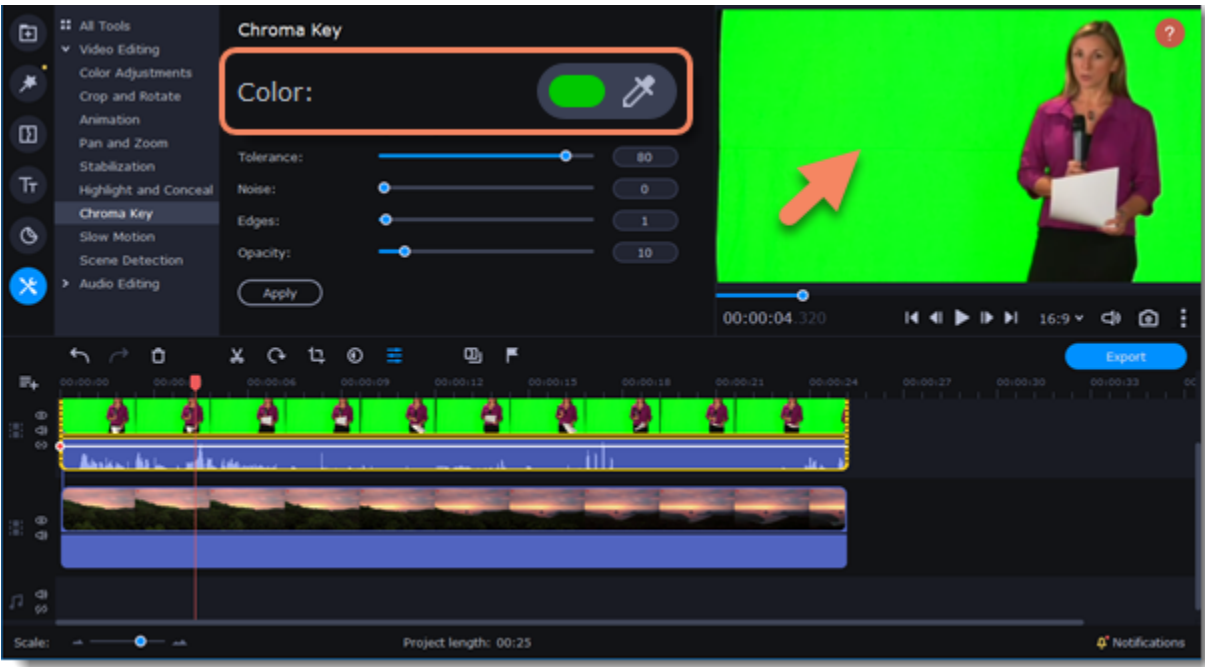 All Tools
Video Editing
Color Adjustments
Crop and Rotate
Animation
Pan and Zoom
Stabilization
Highlight and Conceal
Chroma Key
Slow Motion
Scene Detection
Audio Editing
Chroma Key
Color:
Tolerance: 80
Noise: 0
Edges: 1
Opacity: 10
Apply
?
00:00:04.320
16:9
Export
00:00:00 00:00: 00:00:06 00:00:09 00:00:12 00:00:15 00:00:18 00:00:21 00:00:24 00:00:27 00:00:30 00:00:33
Scale:
Project length: 00:25
Notifications